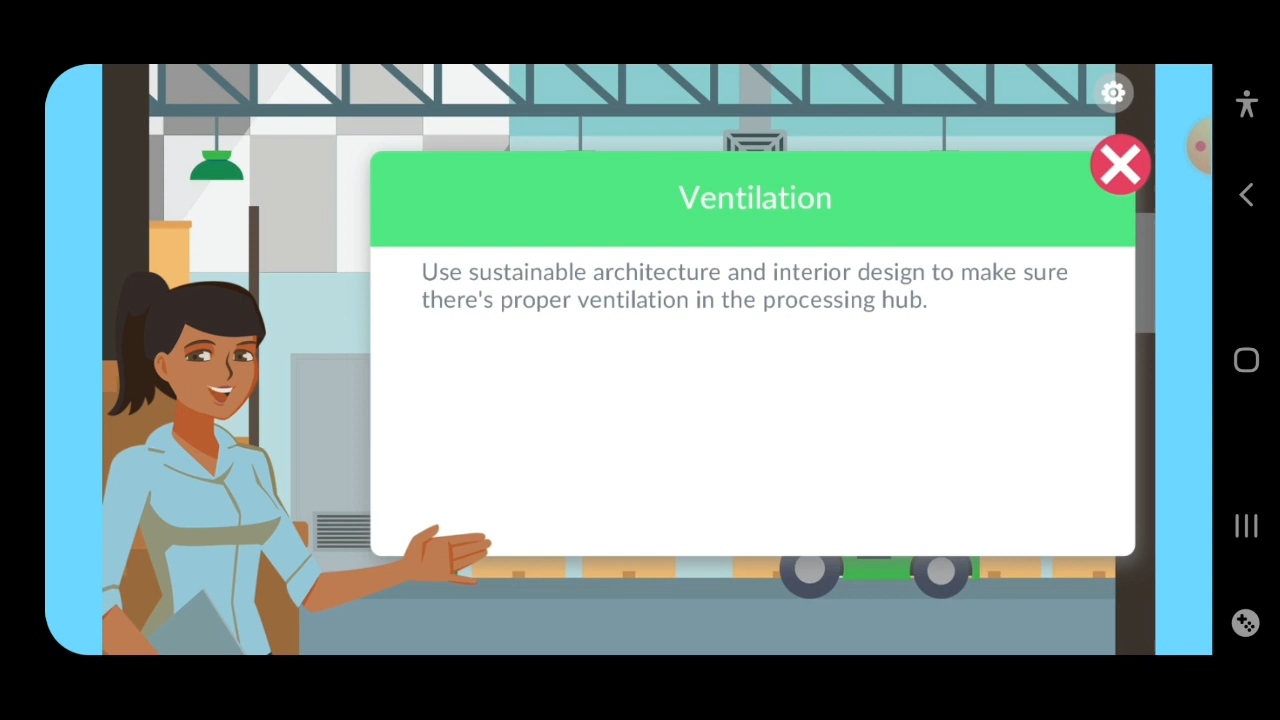 Ventilation
Use sustainable architecture and interior design to make sure
there's proper ventilation in the processing hub.